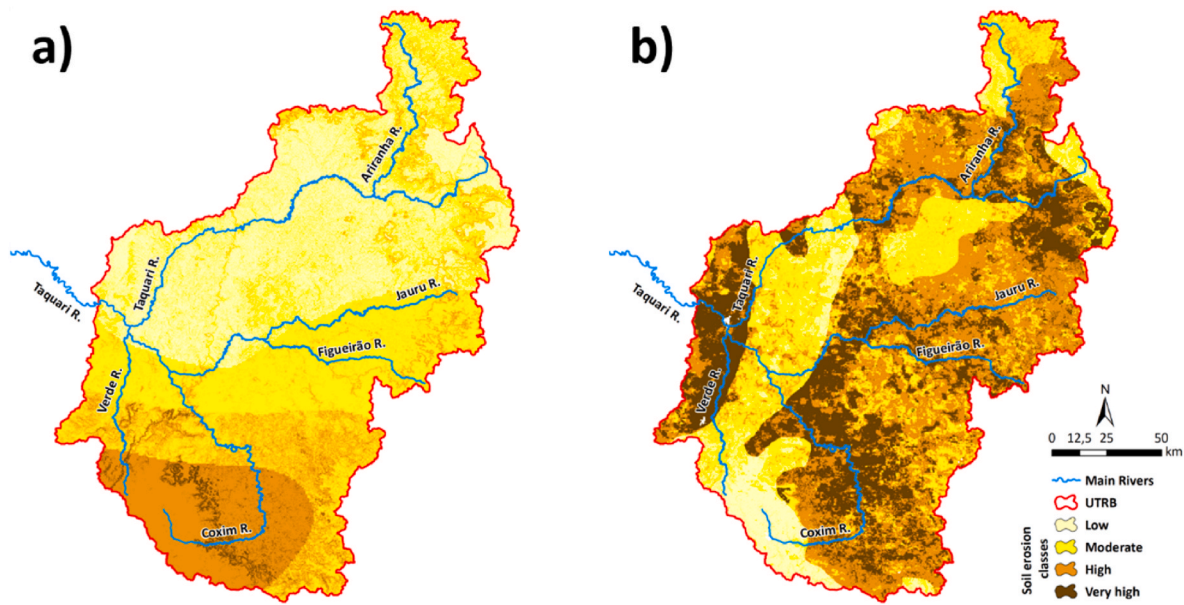 a)
Ariranha R.
Taquari R.
Taquari R.
Jauru R.
Figueirão R.
Verde R.
Coxim R.
b)
Ariranha R.
Taquari R.
Taquari R.
Jauru R.
Figueirão R.
Verde R.
Coxim R.
N
0 12,5 25 50
km
Main Rivers
UTRB
Soil erosion
classes
Low
Moderate
High
Very high